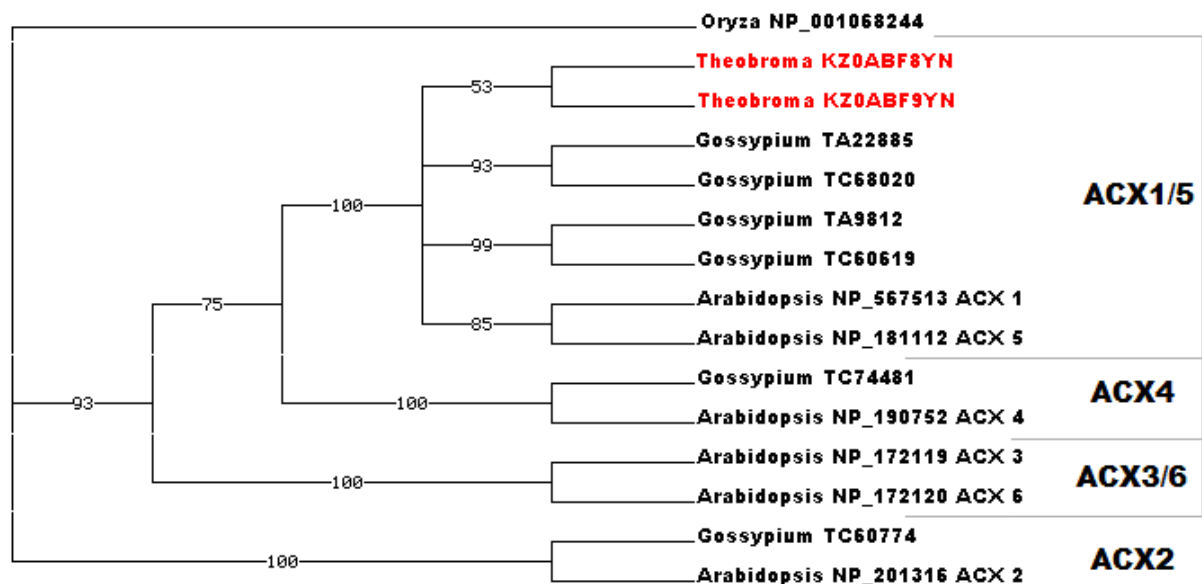 Oryza NP_001068244
Theobroma KZ0ABF8YN
53
Theobroma KZ0ABF9YN
Gossypium TA22885
93
Gossypium TC68020
ACX1/5
100
Gossypium TA9812
99
Gossypium TC60619
Arabidopsis NP_567513 ACX 1
75
85
Arabidopsis NP_181112 ACX 5
Gossypium TC74481
ACX4
93
100
Arabidopsis NP_190752 ACX 4
Arabidopsis NP_172119 ACX 3
ACX3/6
100
Arabidopsis NP_172120 ACX 6
Gossypium TC60774
100
ACX2
Arabidopsis NP_201316 ACX 2